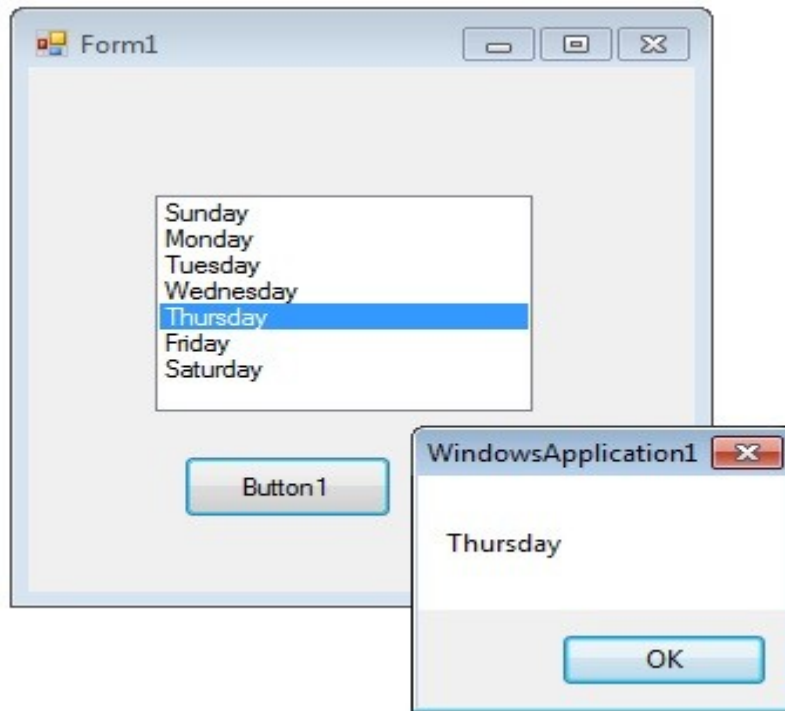 Form1
Sunday
Monday
Tuesday
Wednesday
Thursday
Friday
Saturday
Button1
WindowsApplication1
Thursday
OK